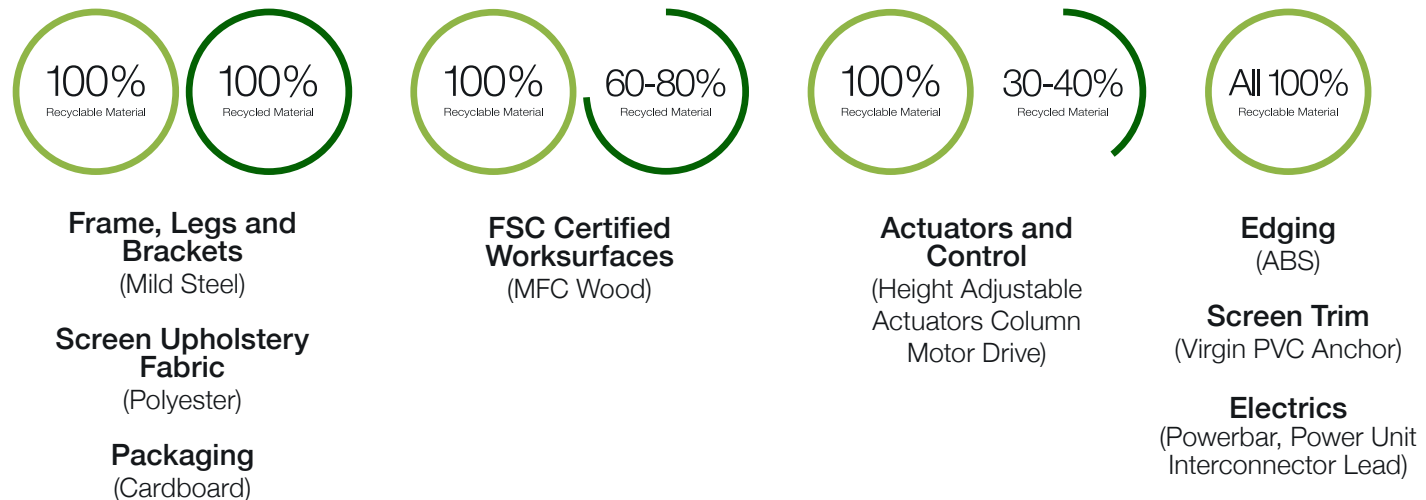 100%
Recyclable Material
100%
Recycled Material
Frame, Legs and
Brackets
(Mild Steel)
Screen Upholstery
Fabric
(Polyester)
Packaging
(Cardboard)
100%
Recyclable Material
60-80%
Recycled Material
FSC Certified
Worksurfaces
(MFC Wood)
100%
Recyclable Material
30-40%
Recycled Material
Actuators and
Control
(Height Adjustable
Actuators Column
Motor Drive)
All 100%
Recyclable Material
Edging
(ABS)
Screen Trim
(Virgin PVC Anchor)
Electrics
(Powerbar, Power Unit
Interconnector Lead)